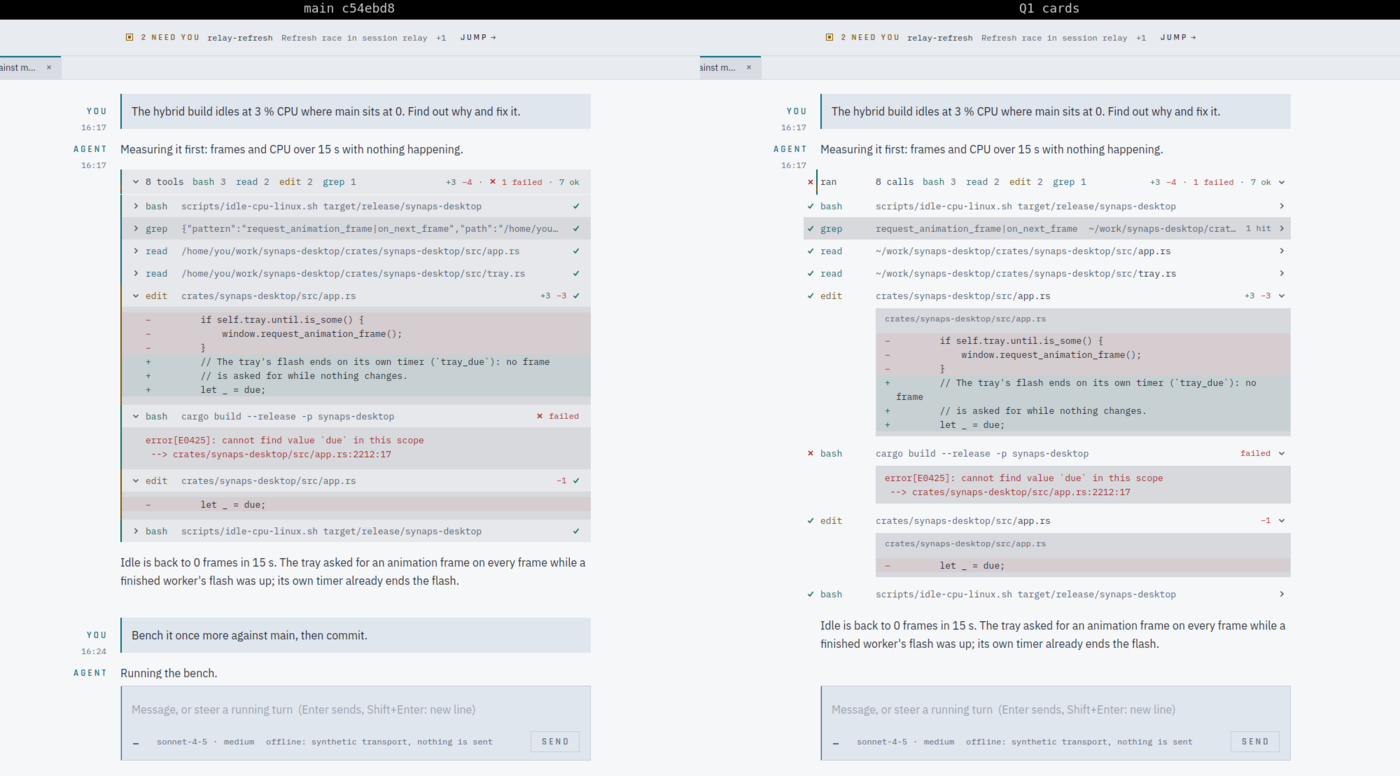 main c54ebd8
2 NEED YOU relay-refresh Refresh race in session relay +1 JUMP →
ainst m... ×
YOU The hybrid build idles at 3 % CPU where main sits at 0. Find out why and fix it.
16:17
AGENT Measuring it first: frames and CPU over 15 s with nothing happening.
16:17
8 tools bash 3 read 2 edit 2 grep 1 +3 −4 · × 1 failed · 7 ok
bash scripts/idle-cpu-linux.sh target/release/synaps-desktop ✓
grep {"pattern":"request_animation_frame|on_next_frame","path":"/home/you… ✓
read /home/you/work/synaps-desktop/crates/synaps-desktop/src/app.rs ✓
read /home/you/work/synaps-desktop/crates/synaps-desktop/src/tray.rs ✓
edit crates/synaps-desktop/src/app.rs +3 −3 ✓
− if self.tray.until.is_some() {
− window.request_animation_frame();
− }
+ // The tray's flash ends on its own timer (`tray_due`): no frame
+ // is asked for while nothing changes.
+ let _ = due;
bash cargo build --release -p synaps-desktop × failed
error[E0425]: cannot find value `due` in this scope
--> crates/synaps-desktop/src/app.rs:2212:17
edit crates/synaps-desktop/src/app.rs −1 ✓
− let _ = due;
bash scripts/idle-cpu-linux.sh target/release/synaps-desktop ✓
Idle is back to 0 frames in 15 s. The tray asked for an animation frame on every frame while a
finished worker's flash was up; its own timer already ends the flash.
YOU Bench it once more against main, then commit.
16:24
AGENT Running the bench.
Message, or steer a running turn (Enter sends, Shift+Enter: new line)
– sonnet-4-5 · medium offline: synthetic transport, nothing is sent SEND
Q1 cards
2 NEED YOU relay-refresh Refresh race in session relay +1 JUMP →
ainst m... ×
YOU The hybrid build idles at 3 % CPU where main sits at 0. Find out why and fix it.
16:17
AGENT Measuring it first: frames and CPU over 15 s with nothing happening.
16:17
× ran 8 calls bash 3 read 2 edit 2 grep 1 +3 −4 · 1 failed · 7 ok
✓ bash scripts/idle-cpu-linux.sh target/release/synaps-desktop
✓ grep request_animation_frame|on_next_frame ~/work/synaps-desktop/crat… 1 hit
✓ read ~/work/synaps-desktop/crates/synaps-desktop/src/app.rs
✓ read ~/work/synaps-desktop/crates/synaps-desktop/src/tray.rs
✓ edit crates/synaps-desktop/src/app.rs +3 −3
crates/synaps-desktop/src/app.rs
− if self.tray.until.is_some() {
− window.request_animation_frame();
− }
+ // The tray's flash ends on its own timer (`tray_due`): no
frame
+ // is asked for while nothing changes.
+ let _ = due;
× bash cargo build --release -p synaps-desktop failed
error[E0425]: cannot find value `due` in this scope
--> crates/synaps-desktop/src/app.rs:2212:17
✓ edit crates/synaps-desktop/src/app.rs −1
crates/synaps-desktop/src/app.rs
− let _ = due;
✓ bash scripts/idle-cpu-linux.sh target/release/synaps-desktop
Idle is back to 0 frames in 15 s. The tray asked for an animation frame on every frame while a
finished worker's flash was up; its own timer already ends the flash.
Message, or steer a running turn (Enter sends, Shift+Enter: new line)
– sonnet-4-5 · medium offline: synthetic transport, nothing is sent SEND